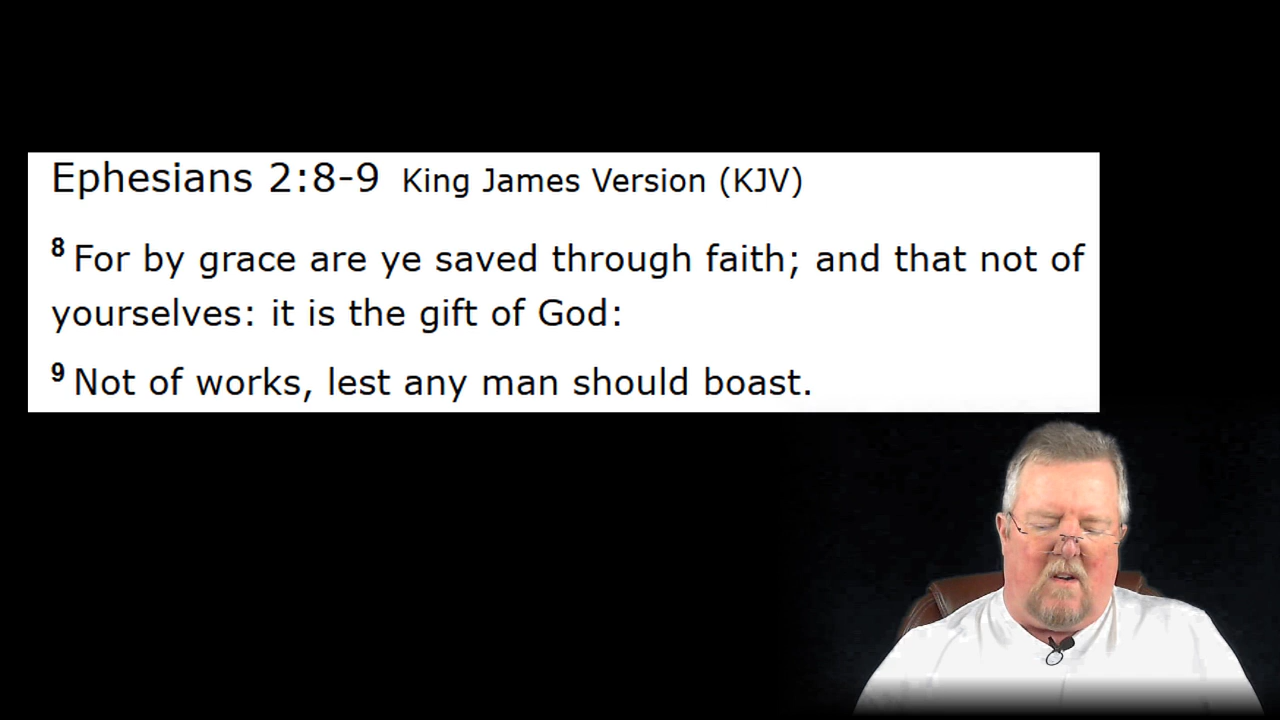 Ephesians 2:8-9 King James Version (KJV)
8 For by grace are ye saved through faith; and that not of
yourselves: it is the gift of God:
9 Not of works, lest any man should boast.